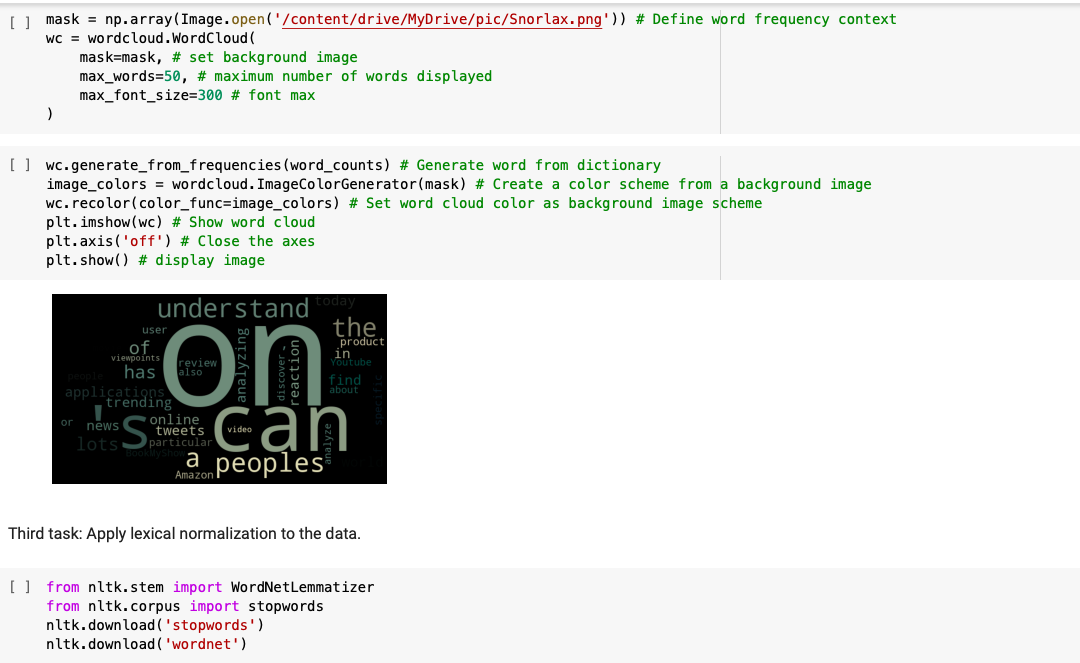 [ ] mask = np.array(Image.open('/content/drive/MyDrive/pic/Snorlax.png')) # Define word frequency context
wc = wordcloud.WordCloud(
mask=mask, # set background image
max_words=50, # maximum number of words displayed
max_font_size=300 # font max
)
[ ] wc.generate_from_frequencies(word_counts) # Generate word from dictionary
image_colors = wordcloud.ImageColorGenerator(mask) # Create a color scheme from a background image
wc.recolor(color_func=image_colors) # Set word cloud color as background image scheme
plt.imshow(wc) # Show word cloud
plt.axis('off') # Close the axes
plt.show() # display image
understand
today
user
the
product
of
viewpoints
in
on
analyzing
review
also
has
discover
reaction
Youtube
people
find
about
applications
trending
specific
'
or
news
's
online
tweets
can
video
lots
particular
BookMyShow
analyze
a
peoples
Amazon
Third task: Apply lexical normalization to the data.
[ ] from nltk.stem import WordNetLemmatizer
from nltk.corpus import stopwords
nltk.download('stopwords')
nltk.download('wordnet')